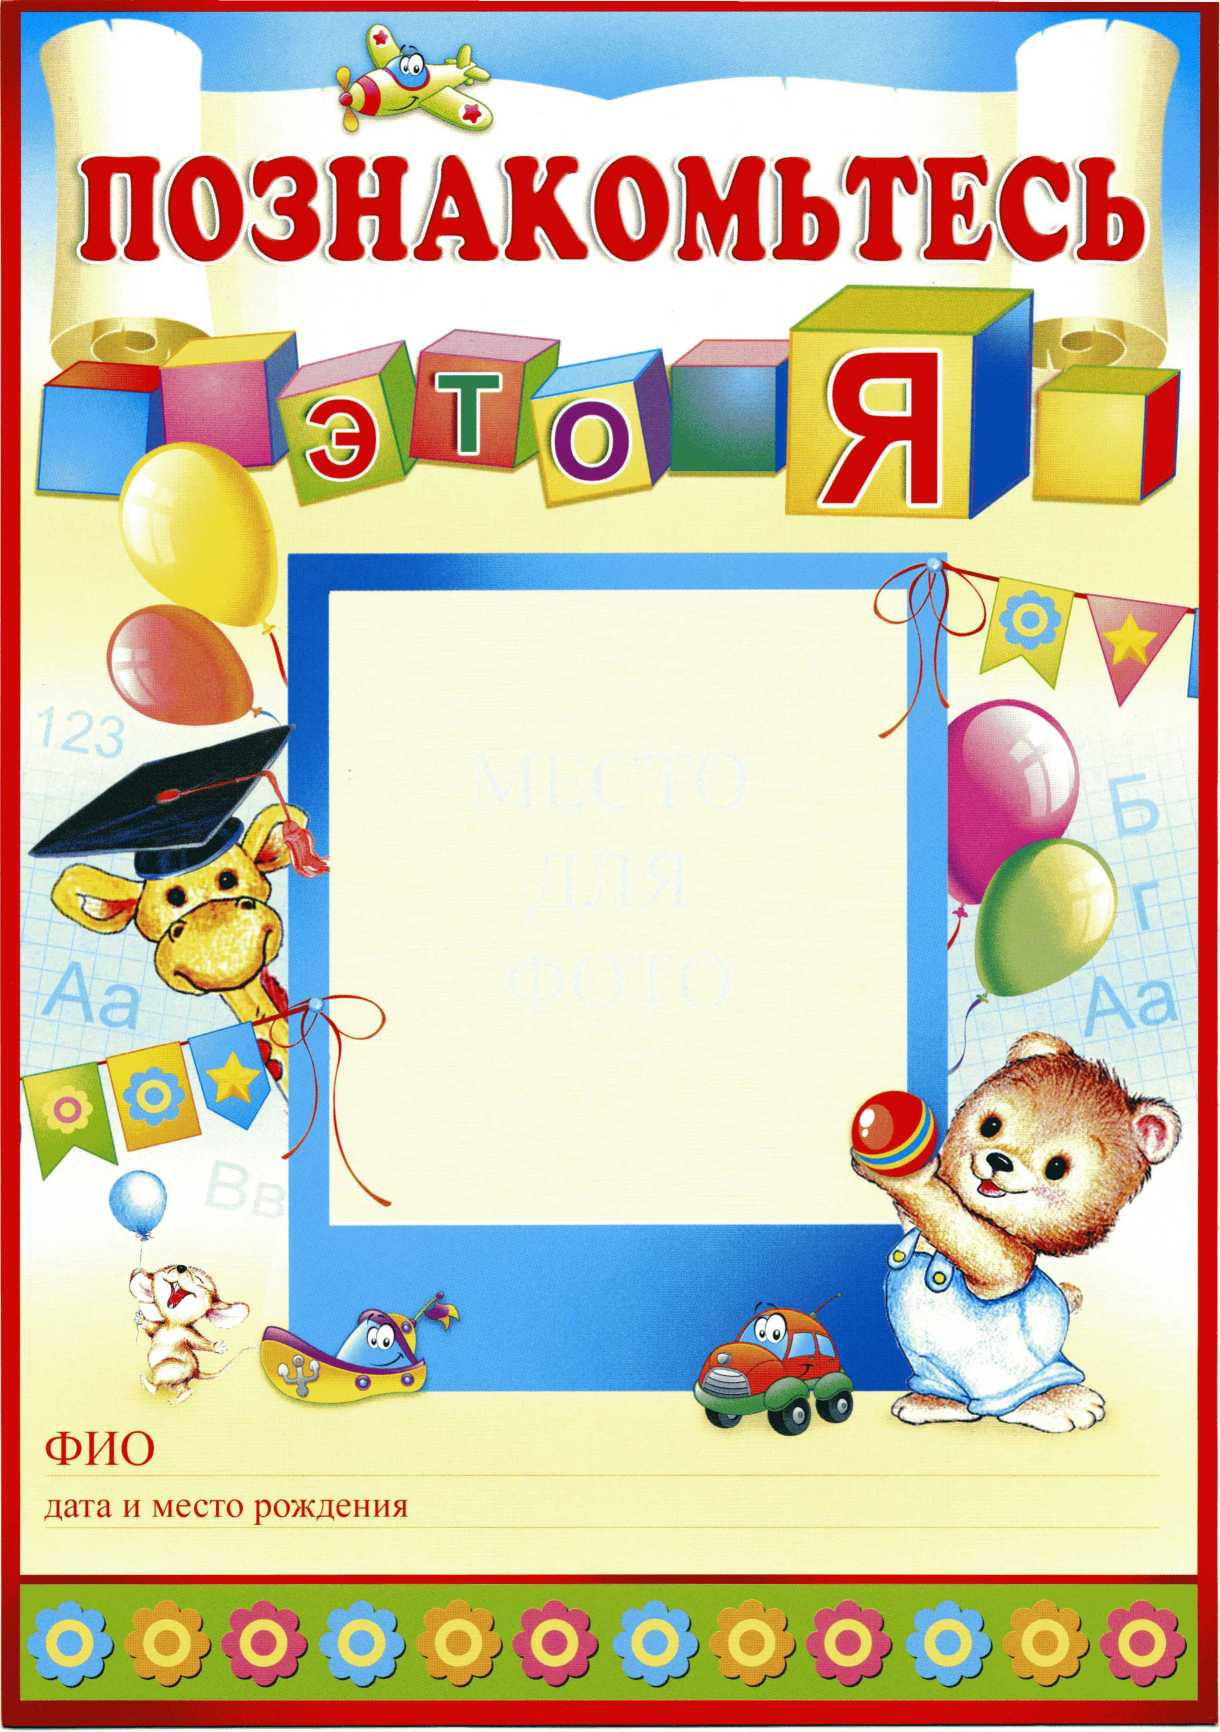 ПОЗНАКОМЬТЕСЬ
ЭТО Я
123
Б
Г
Аа
Аа
Вв
МЕСТО
ДЛЯ
ФОТО
ФИО
дата и место рождения